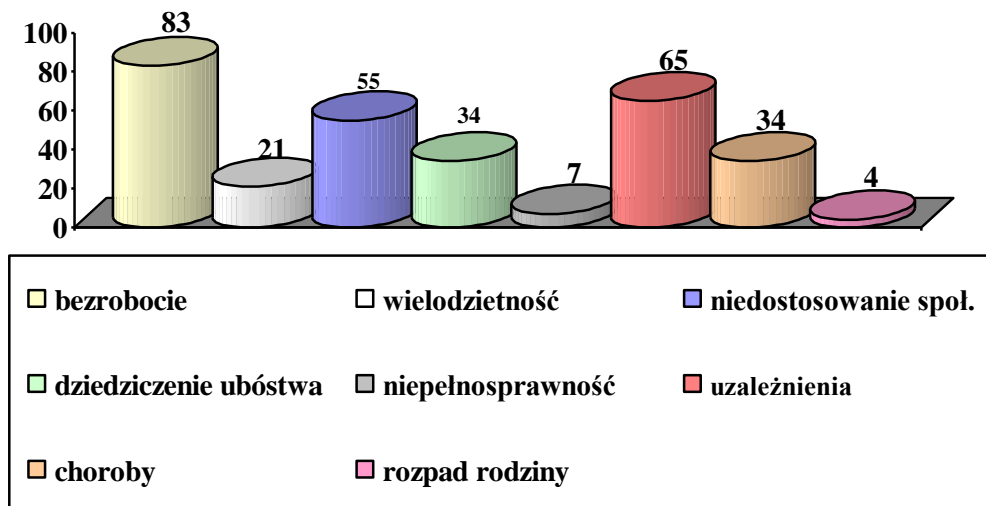 83
21
55
34
7
65
34
4
100
80
60
40
20
0
bezrobocie
wielodzietność
niedostosowanie społ.
dziedziczenie ubóstwa
niepełnosprawność
uzależnienia
choroby
rozpad rodziny